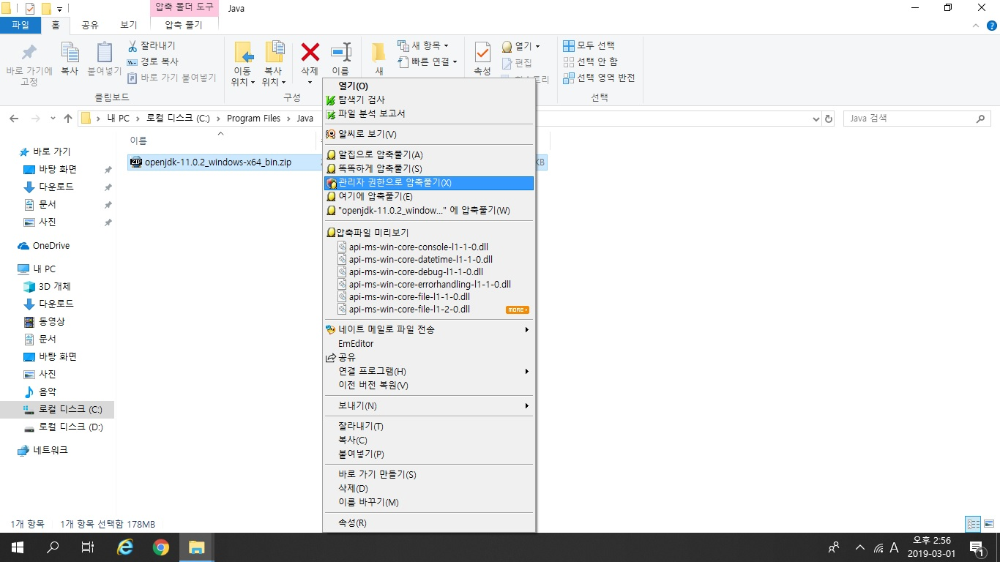 압축 폴더 도구
Java
파일
홈
공유
보기
압축 풀기
바로 가기에
고정
복사
붙여넣기
잘라내기
경로 복사
바로 가기 붙여넣기
클립보드
이동
위치
복사
위치
삭제
이름
구성
새
새 항목
빠른 연결
속성
열기
편집
모두 선택
선택 안 함
선택 영역 반전
선택
내 PC
로컬 디스크 (C:)
Program Files
Java
Java 검색
이름
openjdk-11.0.2_windows-x64_bin.zip
KB
바로 가기
바탕 화면
다운로드
문서
사진
OneDrive
내 PC
3D 개체
다운로드
동영상
문서
바탕 화면
사진
음악
로컬 디스크 (C:)
로컬 디스크 (D:)
네트워크
열기(O)
탐색기 검사
파일 분석 보고서
알씨로 보기(V)
알집으로 압축풀기(A)
똑똑하게 압축풀기(S)
관리자 권한으로 압축풀기(X)
여기에 압축풀기(E)
"openjdk-11.0.2_window..." 에 압축풀기(W)
압축파일 미리보기
api-ms-win-core-console-l1-1-0.dll
api-ms-win-core-datetime-l1-1-0.dll
api-ms-win-core-debug-l1-1-0.dll
api-ms-win-core-errorhandling-l1-1-0.dll
api-ms-win-core-file-l1-1-0.dll
api-ms-win-core-file-l1-2-0.dll
MORE
네이트 메일로 파일 전송
EmEditor
공유
연결 프로그램(H)
이전 버전 복원(V)
보내기(N)
잘라내기(T)
복사(C)
붙여넣기(P)
바로 가기 만들기(S)
삭제(D)
이름 바꾸기(M)
속성(R)
1개 항목
1개 항목 선택함 178MB
A
오후 2:56
2019-03-01
1